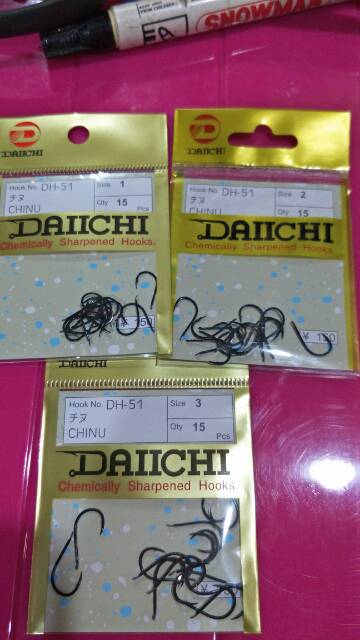 SNOWMAN
DAIICHI
Hook No. DH-51
チヌ
CHINU
Size 1
Qty 15
Pcs
DAIICHI
Chemically Sharpened Hooks.
¥ 150
DAIICHI
Hook No. DH-51
チヌ
CHINU
Size 2
Qty 15
DAIICHI
Chemically Sharpened Hooks.
DAIICHI
Hook No. DH-51
チヌ
CHINU
Size 3
Qty 15
Pcs
DAIICHI
Chemically Sharpened Hooks.